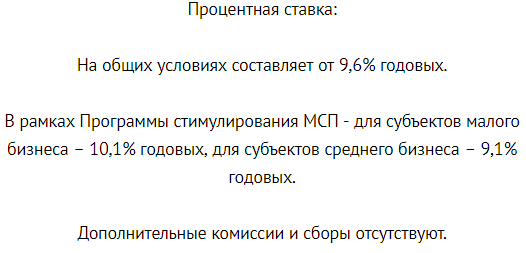 Процентная ставка:
На общих условиях составляет от 9,6% годовых.
В рамках Программы стимулирования МСП - для субъектов малого
бизнеса – 10,1% годовых, для субъектов среднего бизнеса – 9,1%
годовых.
Дополнительные комиссии и сборы отсутствуют.